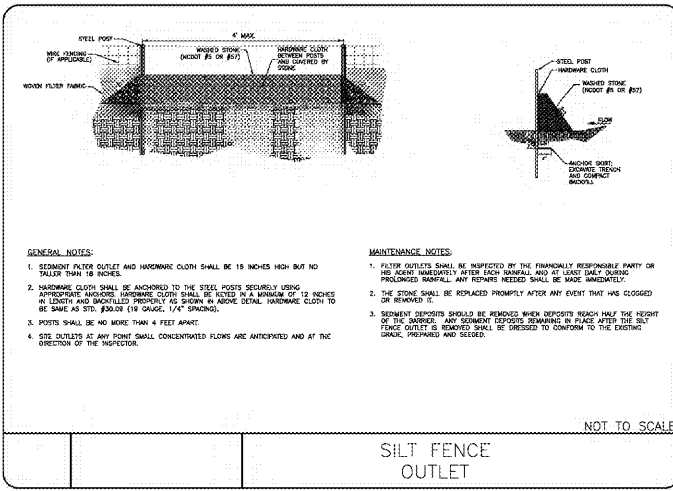 STEEL POST
4' MAX.
WIRE FENCING
(IF APPLICABLE)
WASHED STONE
(NCDOT #5 OR #57)
HARDWARE CLOTH
BETWEEN POSTS
AND COVERED BY
STONE
WOVEN FILTER FABRIC
STEEL POST
HARDWARE CLOTH
WASHED STONE
(NCDOT #5 OR #57)
FLOW
ANCHOR SKIRT:
EXCAVATE TRENCH
AND COMPACT
BACKFILL
GENERAL NOTES:
1. SEDIMENT FILTER OUTLET AND HARDWARE CLOTH SHALL BE 16 INCHES HIGH BUT NO
TALLER THAN 18 INCHES.
2. HARDWARE CLOTH SHALL BE ANCHORED TO THE STEEL POSTS SECURELY USING
APPROPRIATE ANCHORS. HARDWARE CLOTH SHALL BE KEYED IN A MINIMUM OF 12 INCHES
IN LENGTH AND BACKFILLED PROPERLY AS SHOWN IN ABOVE DETAIL. HARDWARE CLOTH TO
BE SAME AS STD. #30.09 (19 GAUGE, 1/4" SPACING).
3. POSTS SHALL BE NO MORE THAN 4 FEET APART.
4. SITE OUTLETS AT ANY POINT SMALL CONCENTRATED FLOWS ARE ANTICIPATED AND AT THE
DIRECTION OF THE INSPECTOR.
MAINTENANCE NOTES:
1. FILTER OUTLETS SHALL BE INSPECTED BY THE FINANCIALLY RESPONSIBLE PARTY OR
HIS AGENT IMMEDIATELY AFTER EACH RAINFALL AND AT LEAST DAILY DURING
PROLONGED RAINFALL. ANY REPAIRS NEEDED SHALL BE MADE IMMEDIATELY.
2. THE STONE SHALL BE REPLACED PROMPTLY AFTER ANY EVENT THAT HAS CLOGGED
OR REMOVED IT.
3. SEDIMENT DEPOSITS SHOULD BE REMOVED WHEN DEPOSITS REACH HALF THE HEIGHT
OF THE BARRIER. ANY SEDIMENT DEPOSITS REMAINING IN PLACE AFTER THE SILT
FENCE OUTLET IS REMOVED SHALL BE DRESSED TO CONFORM TO THE EXISTING
GRADE, PREPARED AND SEEDED.
NOT TO SCALE
SILT FENCE
OUTLET